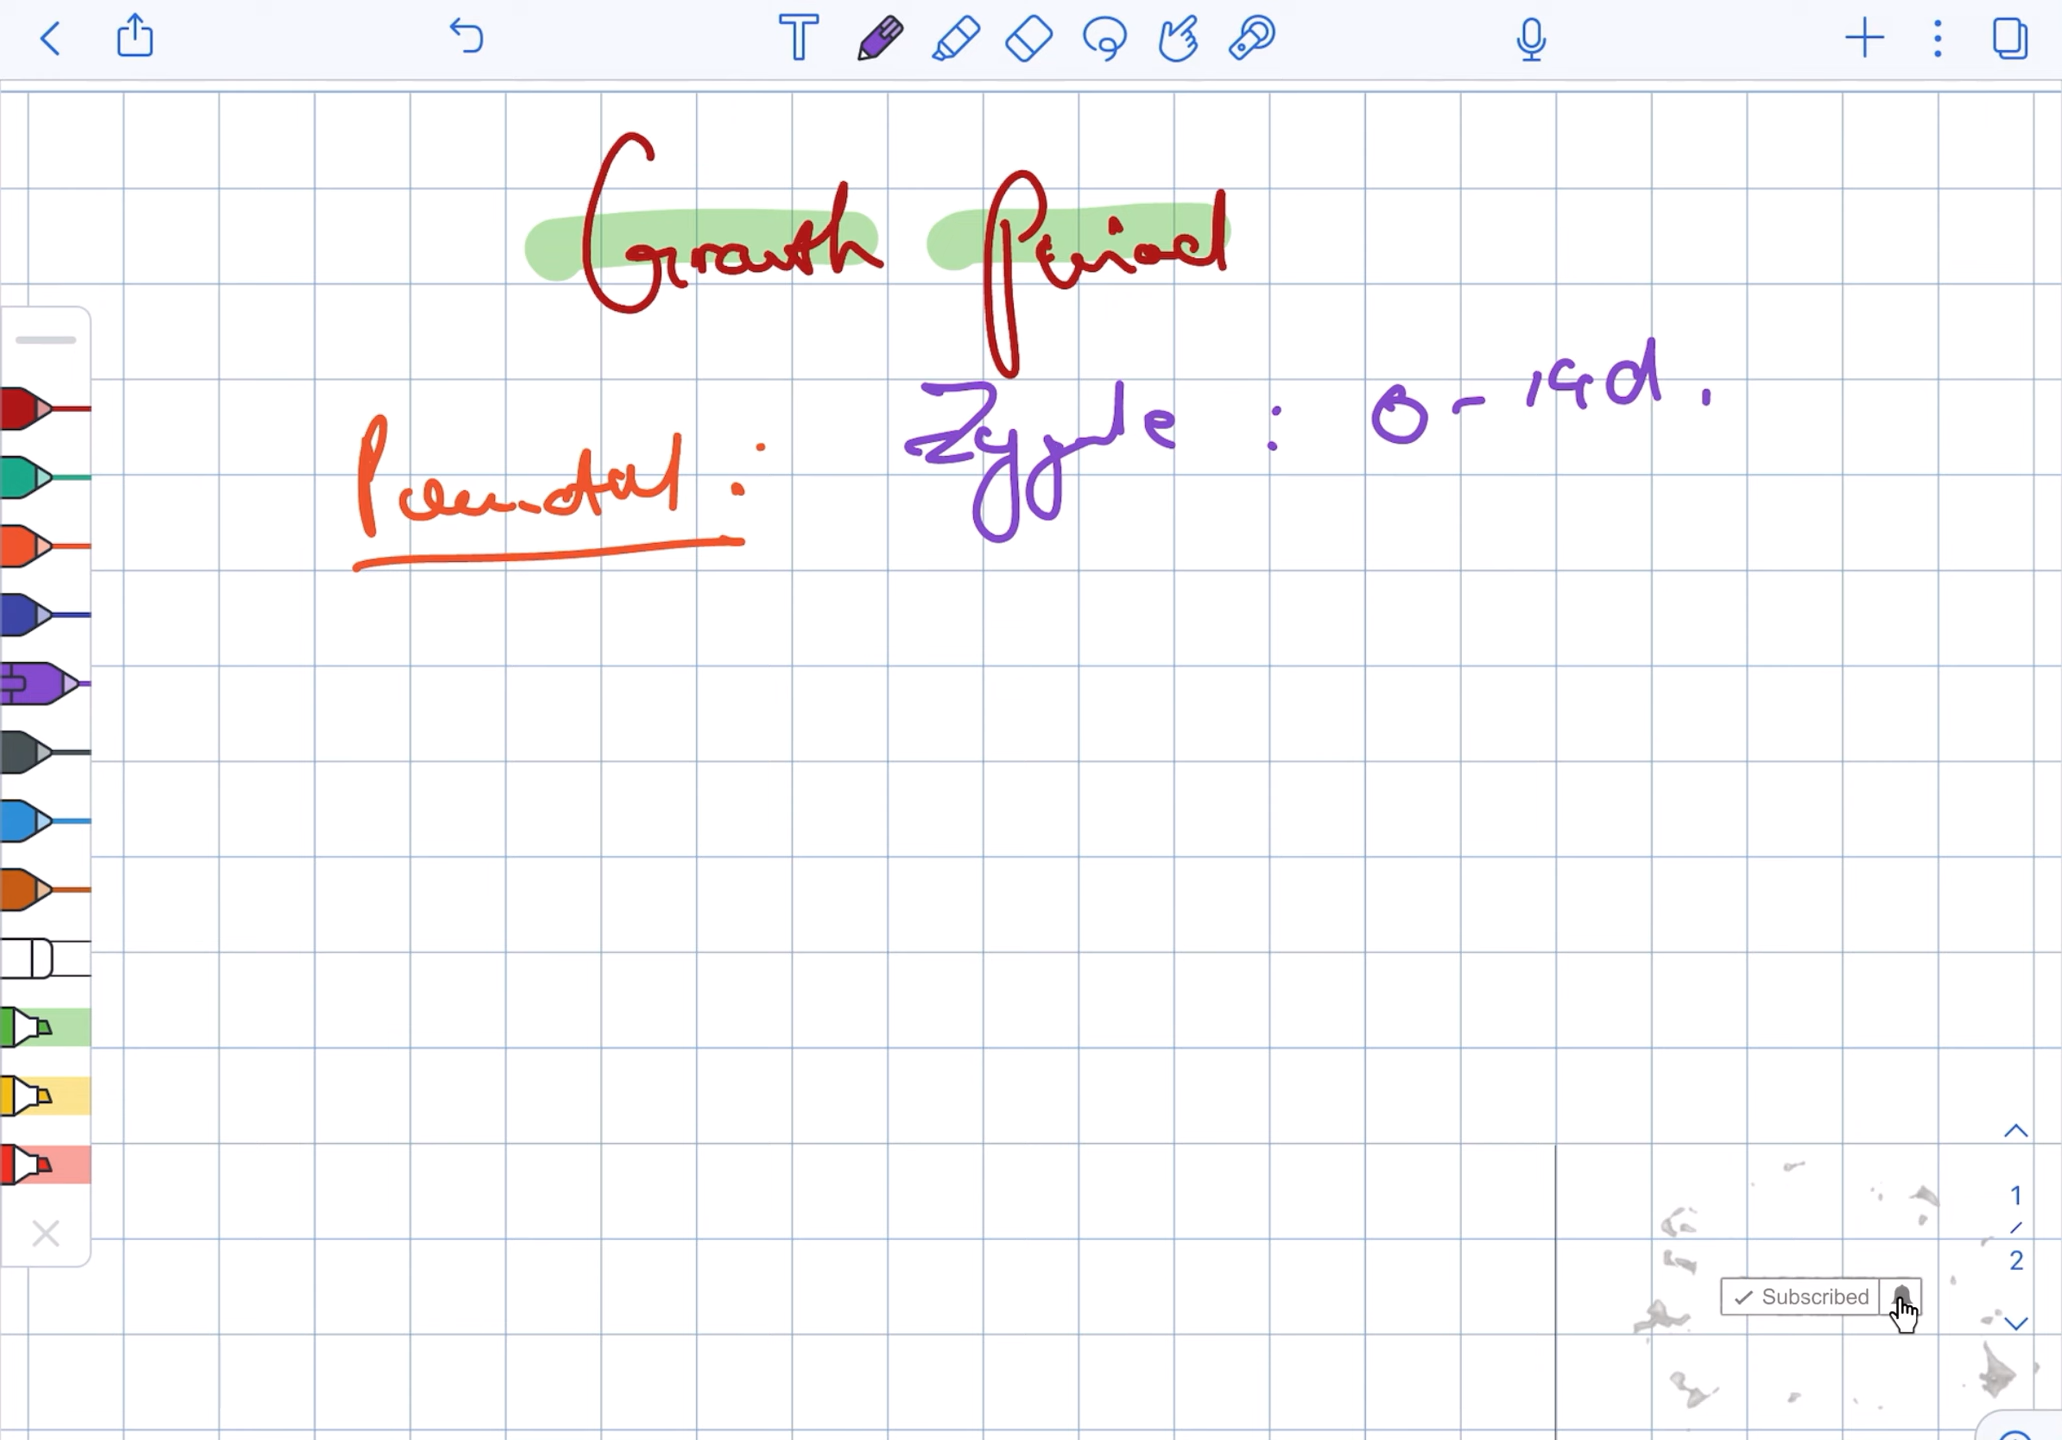 Growth Period
Prenatal :
Zygote : 0 - 14d.
1
/
2
✓ Subscribed